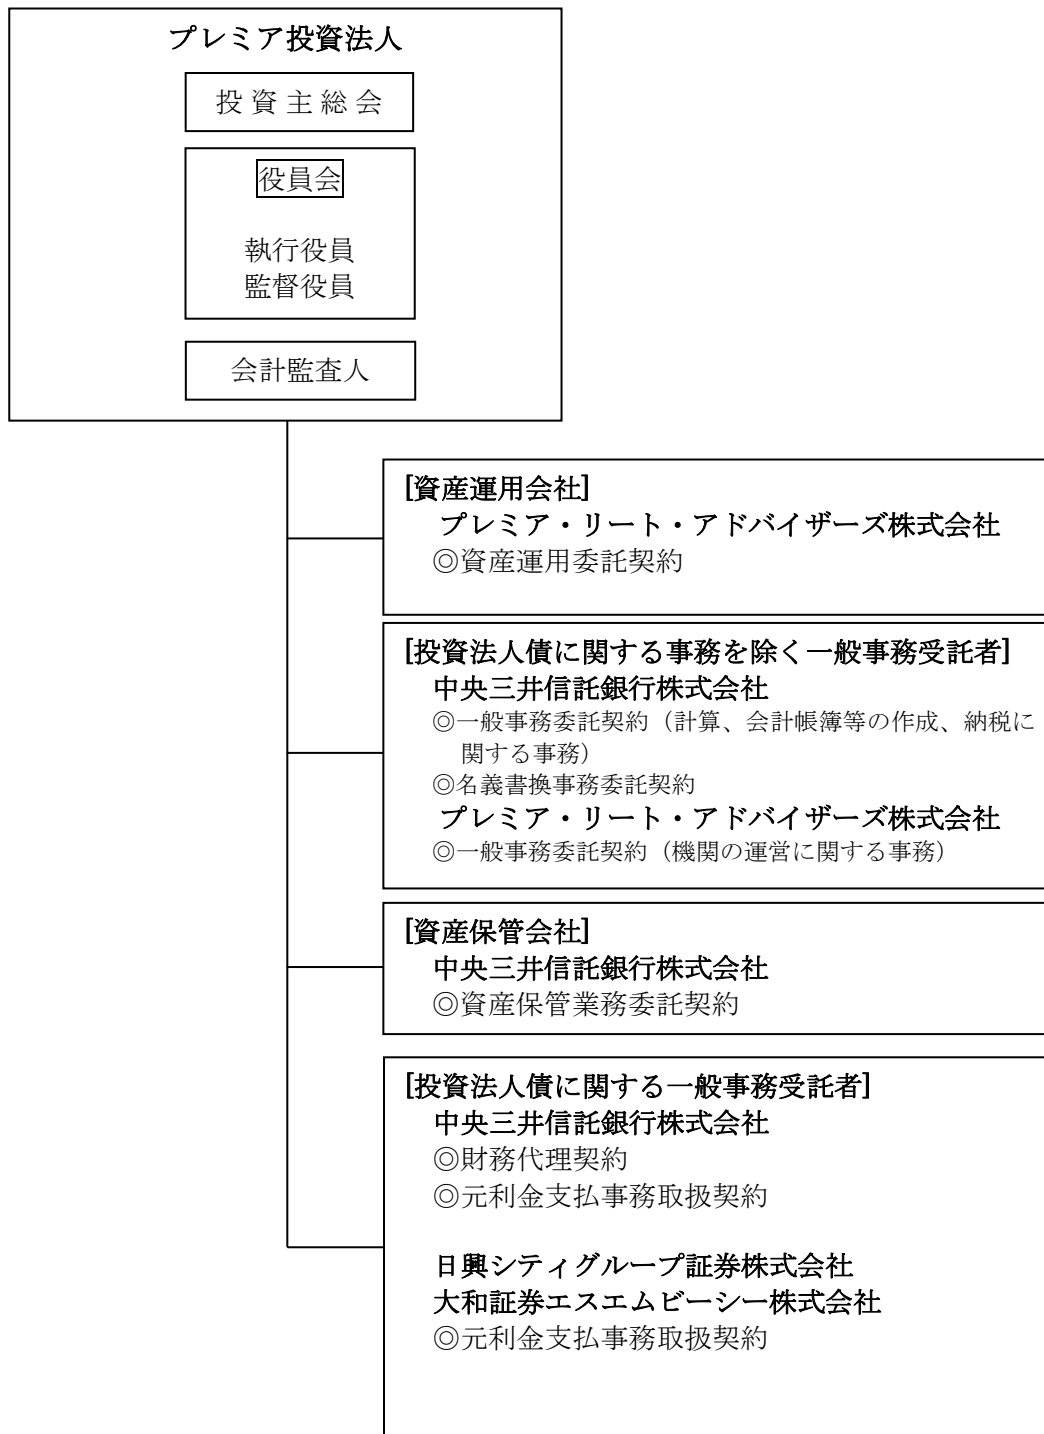 プレミア投資法人
投 資 主 総 会
役員会
執行役員
監督役員
会計監査人
[資産運用会社]
プレミア・リート・アドバイザーズ株式会社
◎資産運用委託契約
[投資法人債に関する事務を除く一般事務受託者]
中央三井信託銀行株式会社
◎一般事務委託契約（計算、会計帳簿等の作成、納税に
関する事務）
◎名義書換事務委託契約
プレミア・リート・アドバイザーズ株式会社
◎一般事務委託契約（機関の運営に関する事務）
[資産保管会社]
中央三井信託銀行株式会社
◎資産保管業務委託契約
[投資法人債に関する一般事務受託者]
中央三井信託銀行株式会社
◎財務代理契約
◎元利金支払事務取扱契約
日興シティグループ証券株式会社
大和証券エスエムビーシー株式会社
◎元利金支払事務取扱契約